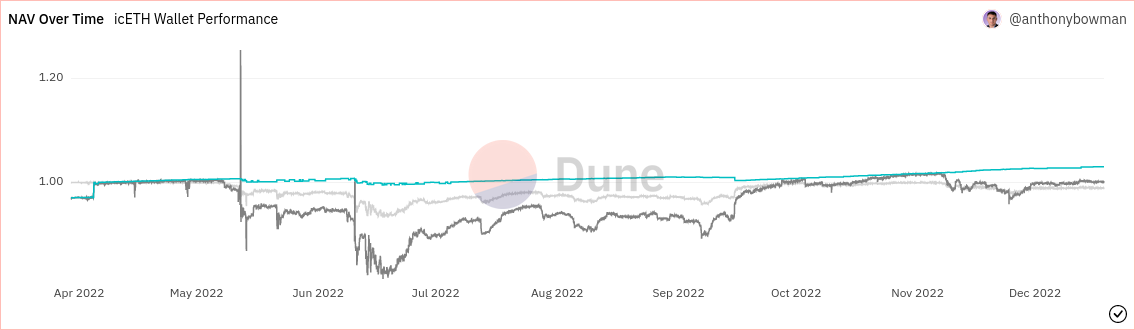 NAV Over Time icETH Wallet Performance
@anthonybowman
1.20
1.00
Dune
Apr 2022 May 2022 Jun 2022 Jul 2022 Aug 2022 Sep 2022 Oct 2022 Nov 2022 Dec 2022